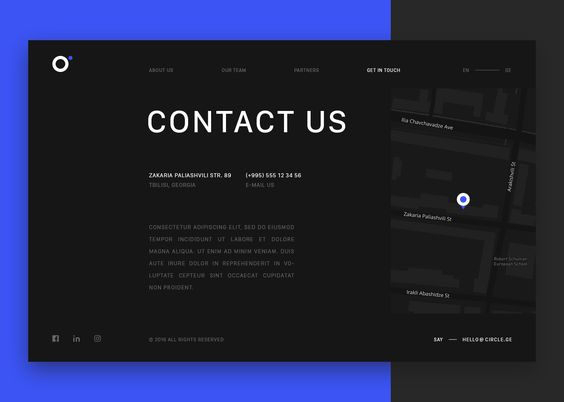 ABOUT US
OUR TEAM
PARTNERS
GET IN TOUCH
EN
GE
CONTACT US
ZAKARIA PALIASHVILI STR. 89
(+995) 555 12 34 56
TBILISI, GEORGIA
E-MAIL US
CONSECTETUR ADIPISCING ELIT, SED DO EIUSMOD
TEMPOR INCIDIDUNT UT LABORE ET DOLORE
MAGNA ALIQUA. UT ENIM AD MINIM VENIAM, QUIS
AUTE IRURE DOLOR IN REPREHENDERIT IN VO-
LUPTATE CEPTEUR SINT OCCAECAT CUPIDATAT
NON PROIDENT.
Ilia Chavchavadze Ave
Arakishvili St
Zakaria Paliashvili St
Robert Schuman
European School
Irakli Abashidze St
© 2016 ALL RIGHTS RESERVED
SAY — HELLO@CIRCLE.GE